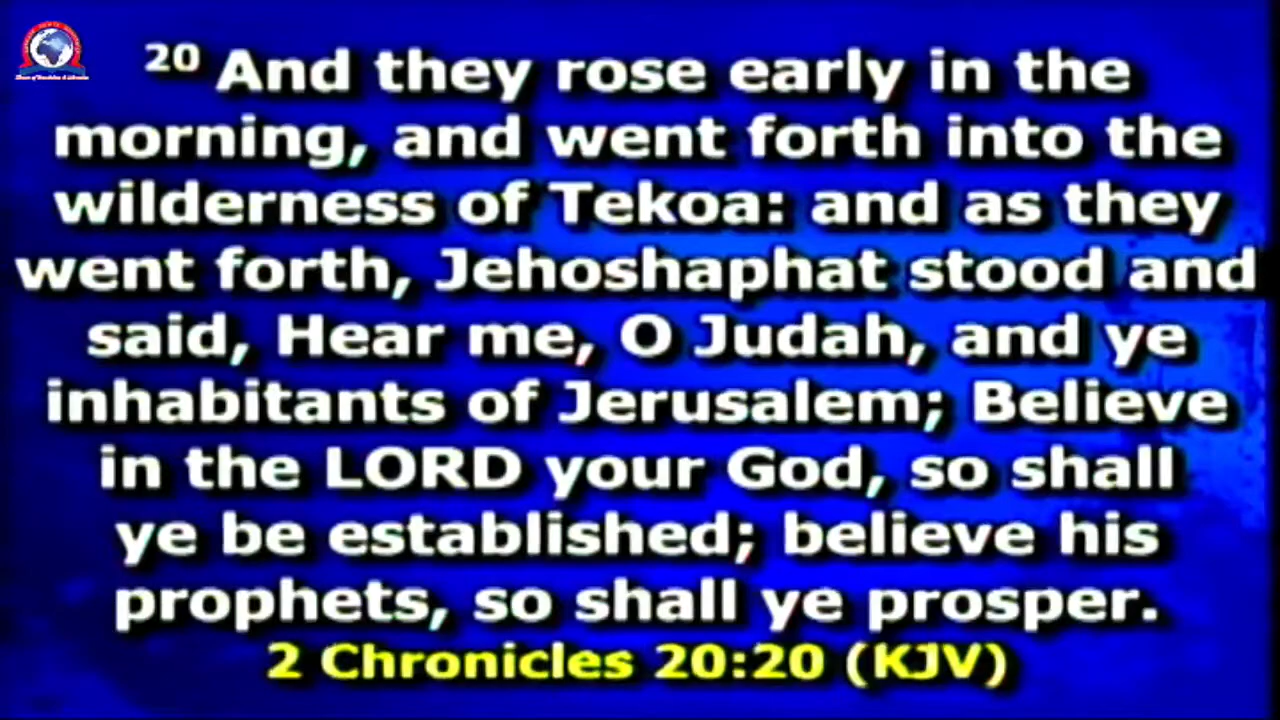 20 And they rose early in the
morning, and went forth into the
wilderness of Tekoa: and as they
went forth, Jehoshaphat stood and
said, Hear me, O Judah, and ye
inhabitants of Jerusalem; Believe
in the LORD your God, so shall
ye be established; believe his
prophets, so shall ye prosper.
2 Chronicles 20:20 (KJV)